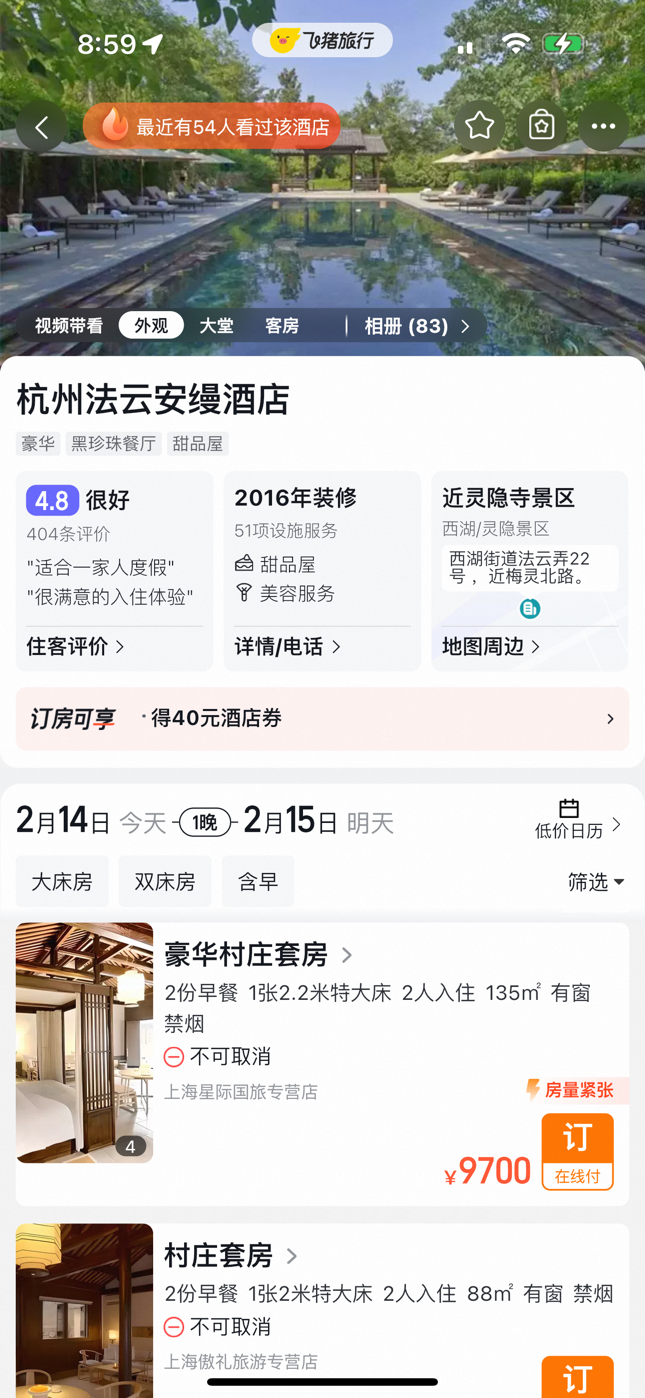 8:59
飞猪旅行
最近有54人看过该酒店
视频带看 外观 大堂 客房 相册 (83)
杭州法云安缦酒店
豪华 黑珍珠餐厅 甜品屋
4.8 很好
404条评价
"适合一家人度假"
"很满意的入住体验"
住客评价
2016年装修
51项设施服务
甜品屋
美容服务
详情/电话
近灵隐寺景区
西湖/灵隐景区
西湖街道法云弄22
号，近梅灵北路。
地图周边
订房可享 · 得40元酒店券
2月14日 今天 1晚 2月15日 明天
低价日历
大床房 双床房 含早 筛选
豪华村庄套房
2份早餐 1张2.2米特大床 2人入住 135㎡ 有窗
禁烟
不可取消
上海星际国旅专营店
房量紧张
4
¥9700
订
在线付
村庄套房
2份早餐 1张2米特大床 2人入住 88㎡ 有窗 禁烟
不可取消
上海傲礼旅游专营店
订